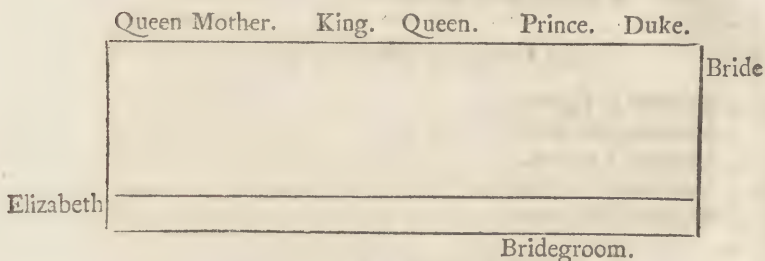 Queen Mother. King. Queen. Prince. Duke.
Bride
Elizabeth
Bridegroom.